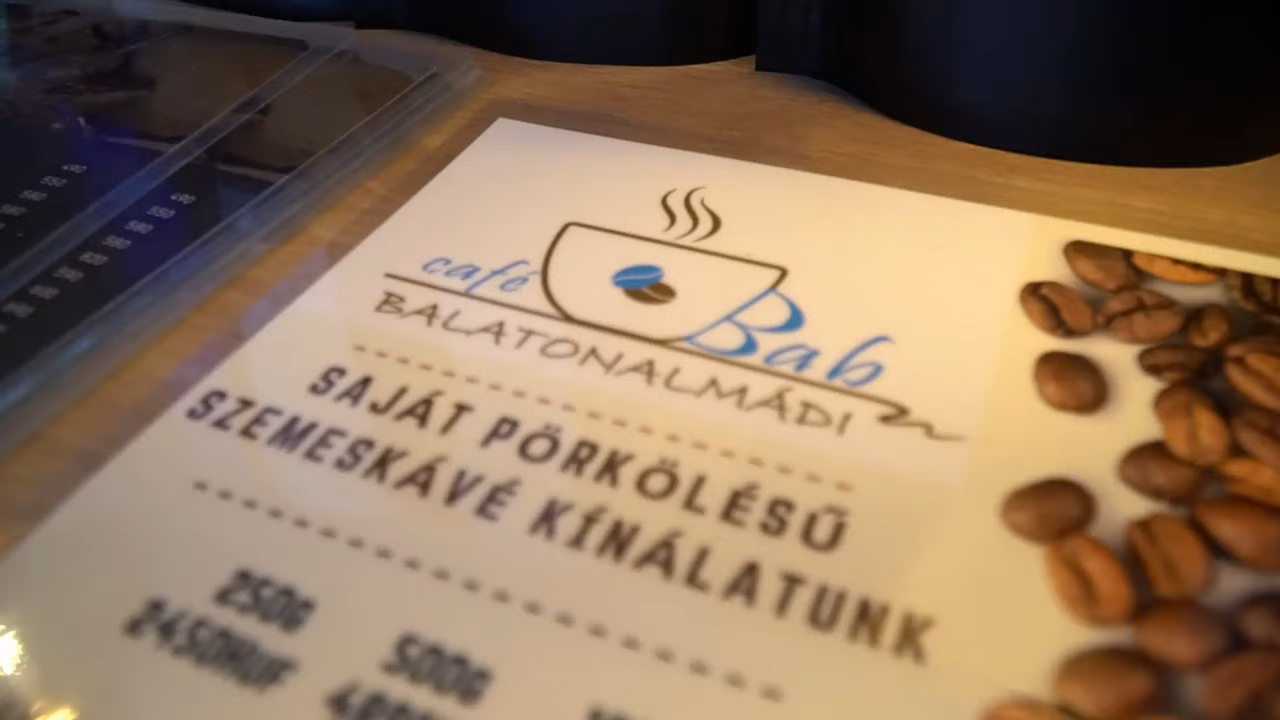 café Bab
BALATONALMÁDI
SAJÁT PÖRKÖLÉSŰ
SZEMESKÁVÉ KÍNÁLATUNK
250G
2450HUF
500G